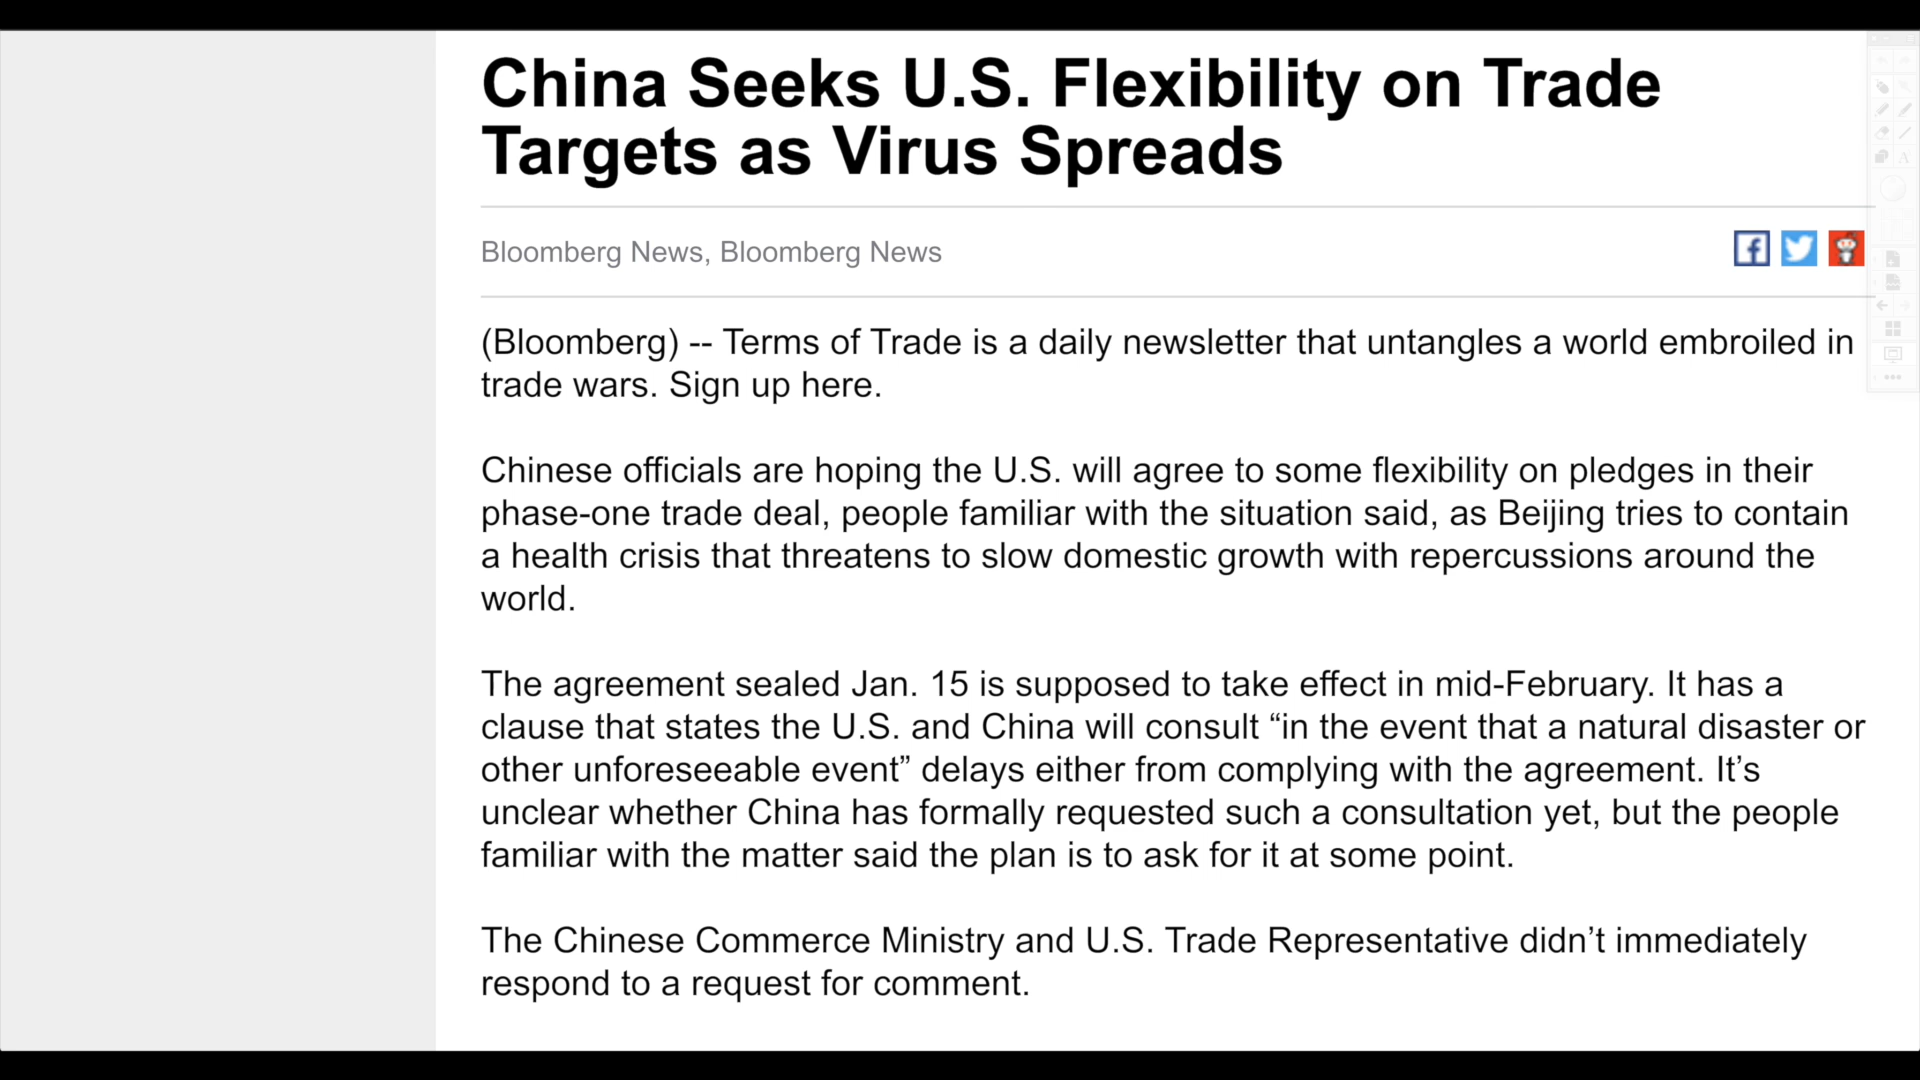 China Seeks U.S. Flexibility on Trade
Targets as Virus Spreads
Bloomberg News, Bloomberg News
(Bloomberg) -- Terms of Trade is a daily newsletter that untangles a world embroiled in
trade wars. Sign up here.
Chinese officials are hoping the U.S. will agree to some flexibility on pledges in their
phase-one trade deal, people familiar with the situation said, as Beijing tries to contain
a health crisis that threatens to slow domestic growth with repercussions around the
world.
The agreement sealed Jan. 15 is supposed to take effect in mid-February. It has a
clause that states the U.S. and China will consult “in the event that a natural disaster or
other unforeseeable event” delays either from complying with the agreement. It’s
unclear whether China has formally requested such a consultation yet, but the people
familiar with the matter said the plan is to ask for it at some point.
The Chinese Commerce Ministry and U.S. Trade Representative didn’t immediately
respond to a request for comment.